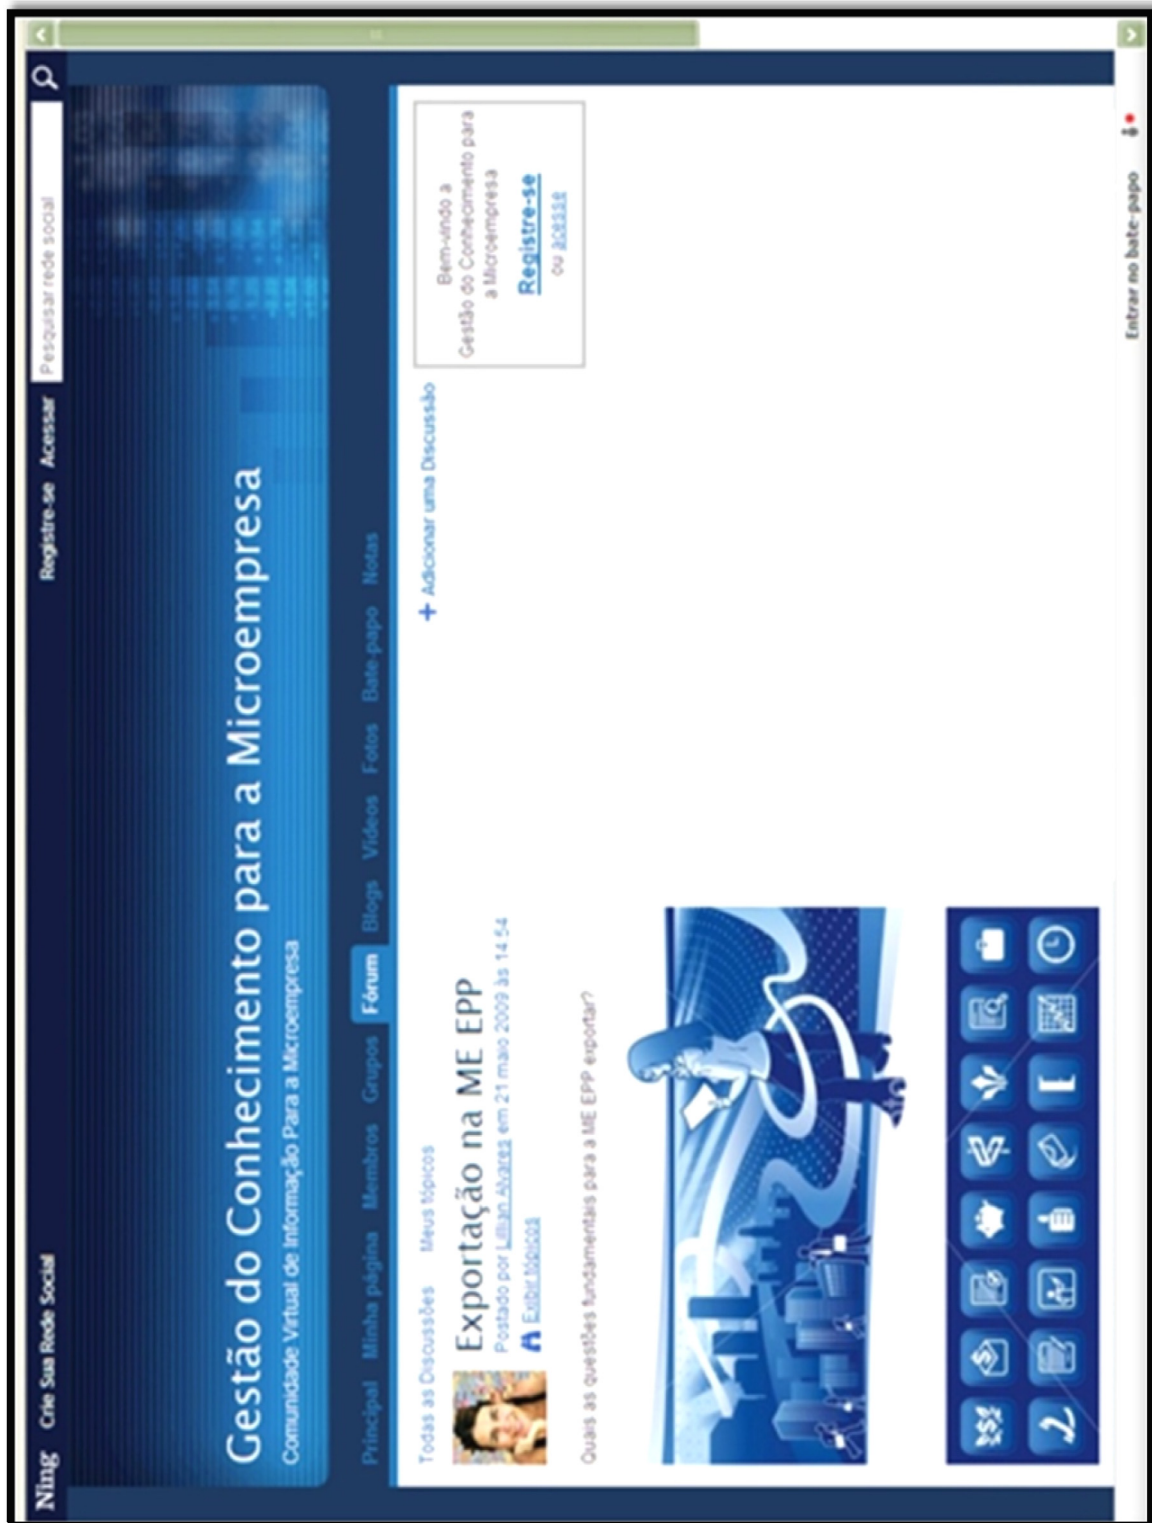 Ning Crie Sua Rede Social Registre-se Acessar Pesquisar rede social
Gestão do Conhecimento para a Microempresa
Comunidade Virtual de Informação Para a Microempresa
Principal Minha página Membros Grupos Fórum Blogs Vídeos Fotos Bate-papo Notas
Todas as Discussões Meus tópicos + Adicionar uma Discussão
Exportação na ME EPP
Postado por Lillian Alvares em 21 maio 2009 às 14:54
Exibir tópicos
Quais as questões fundamentais para a ME EPP exportar?
Bem-vindo a
Gestão do Conhecimento para
a Microempresa
Registre-se
ou acesse
Entrar no bate-papo